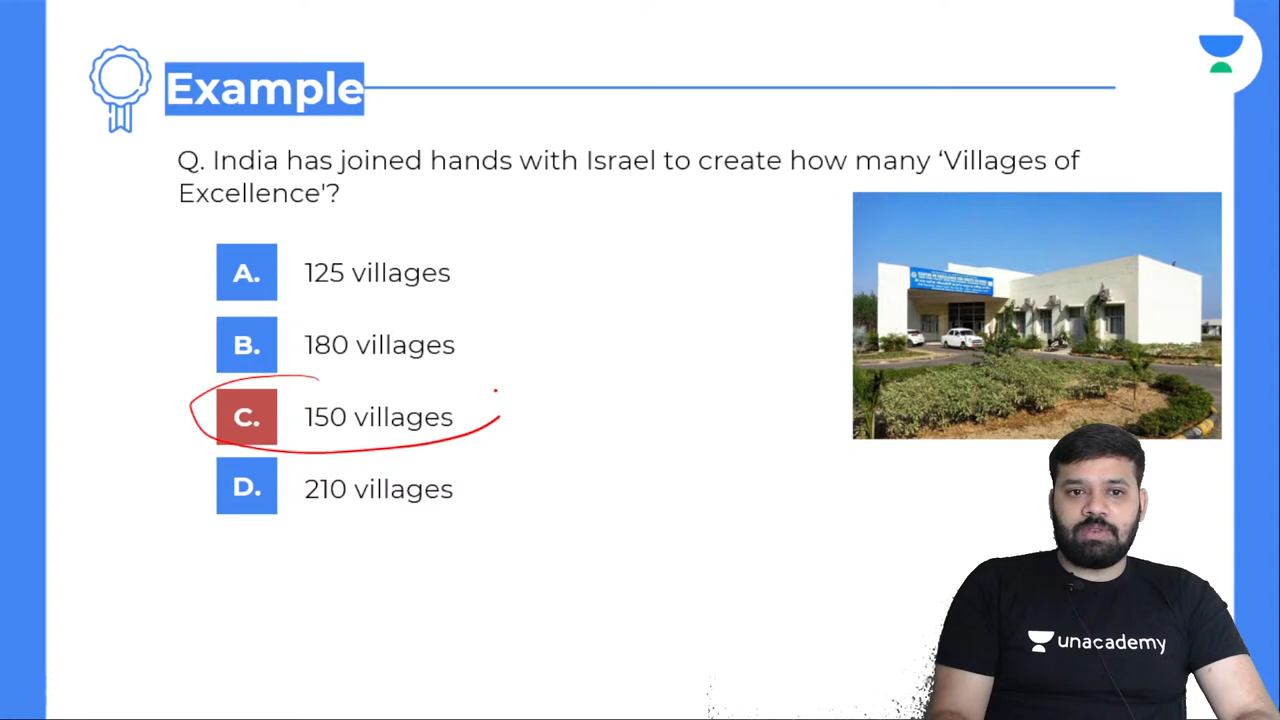 Example
Q. India has joined hands with Israel to create how many ‘Villages of
Excellence'?
A. 125 villages
B. 180 villages
C. 150 villages
D. 210 villages
unacademy